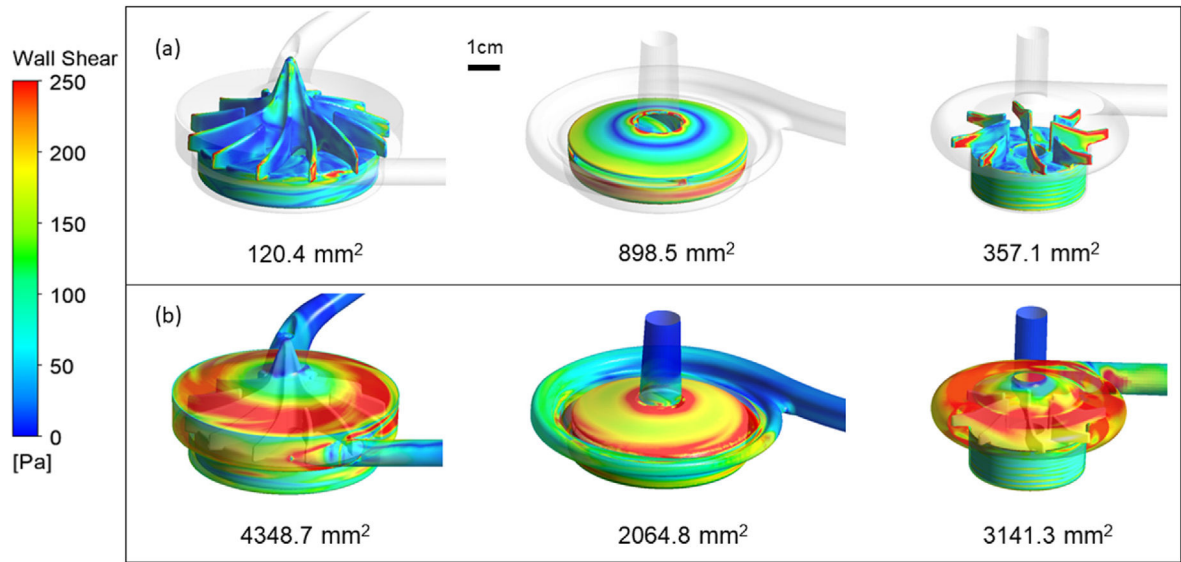 Wall Shear
250
200
150
100
50
0
[Pa]
(a)
1cm
120.4 mm²
898.5 mm²
357.1 mm²
(b)
4348.7 mm²
2064.8 mm²
3141.3 mm²